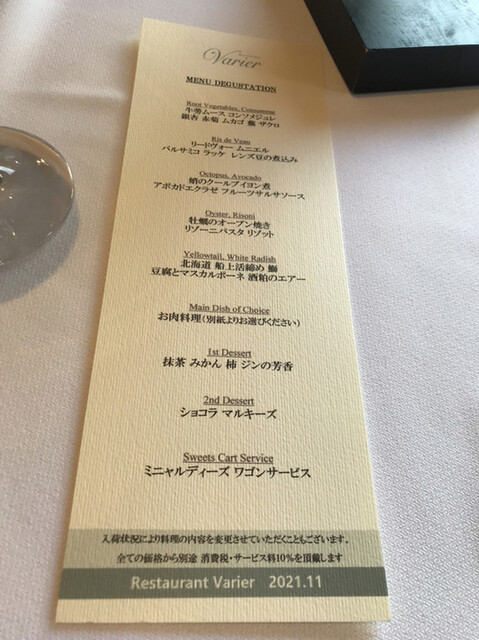 Varier
MENU DEGUSTATION
Root Vegetables, Consomme
牛蒡ムース コンソメジュレ
銀杏 赤菊 ムカゴ 蕪 ザクロ
Ris de Veau
リードヴォー ムニエル
バルサミコ ラッケ レンズ豆の煮込み
Octopus, Avocado
蛸のクールブイヨン煮
アボカドエクラゼ フルーツサルサソース
Oyster, Risoni
牡蠣のオーブン焼き
リゾーニパスタ リゾット
Yellowtail, White Radish
北海道 船上活締め 鰤
豆腐とマスカルポーネ 酒粕のエアー
Main Dish of Choice
お肉料理(別紙よりお選びください)
1st Dessert
抹茶 みかん 柿 ジンの芳香
2nd Dessert
ショコラ マルキーズ
Sweets Cart Service
ミニャルディーズ ワゴンサービス
入荷状況により料理の内容を変更させていただくこともございます。
全ての価格から別途 消費税・サービス料10%を頂戴します
Restaurant Varier 2021.11